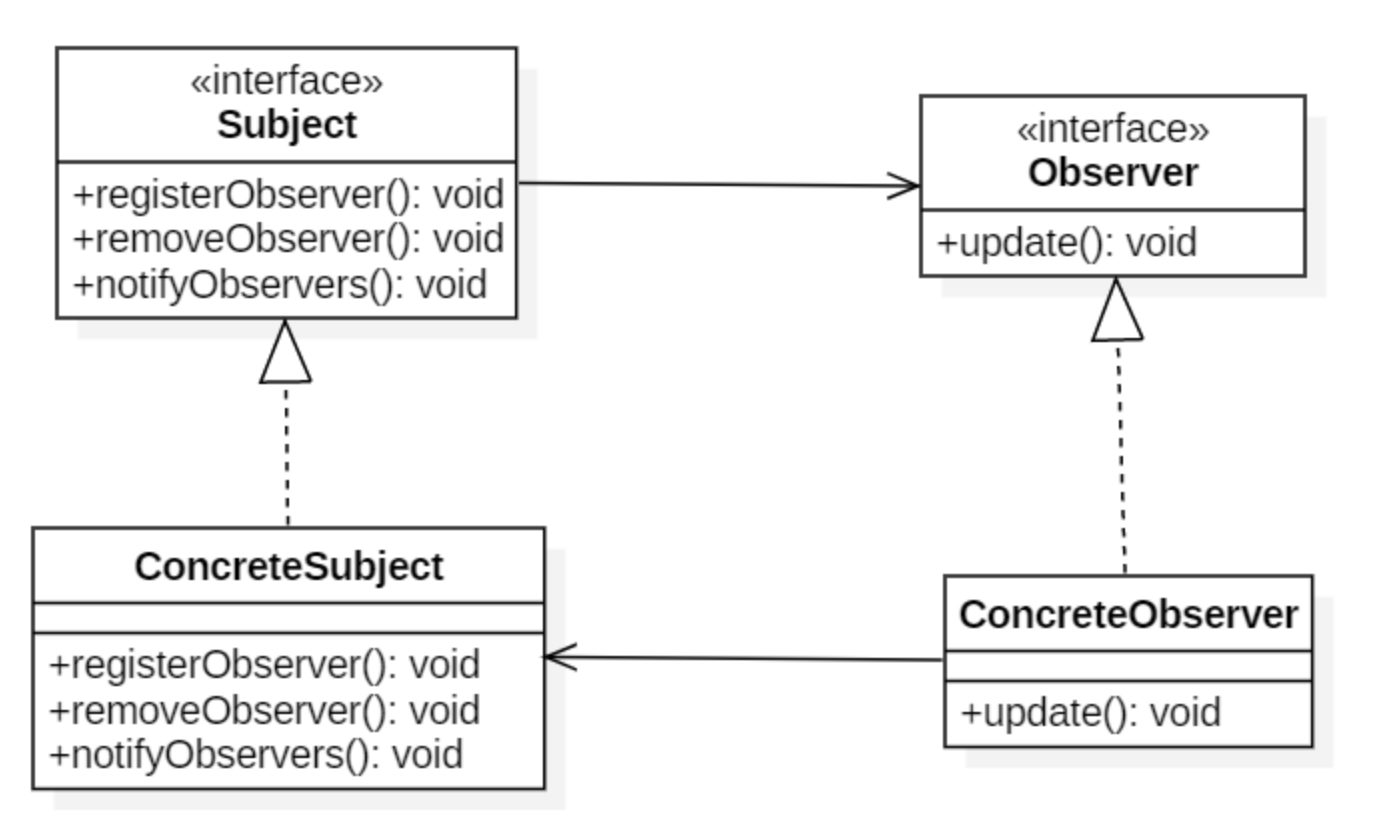 «interface»
Subject
+registerObserver(): void
+removeObserver(): void
+notifyObservers(): void
«interface»
Observer
+update(): void
ConcreteSubject
+registerObserver(): void
+removeObserver(): void
+notifyObservers(): void
ConcreteObserver
+update(): void